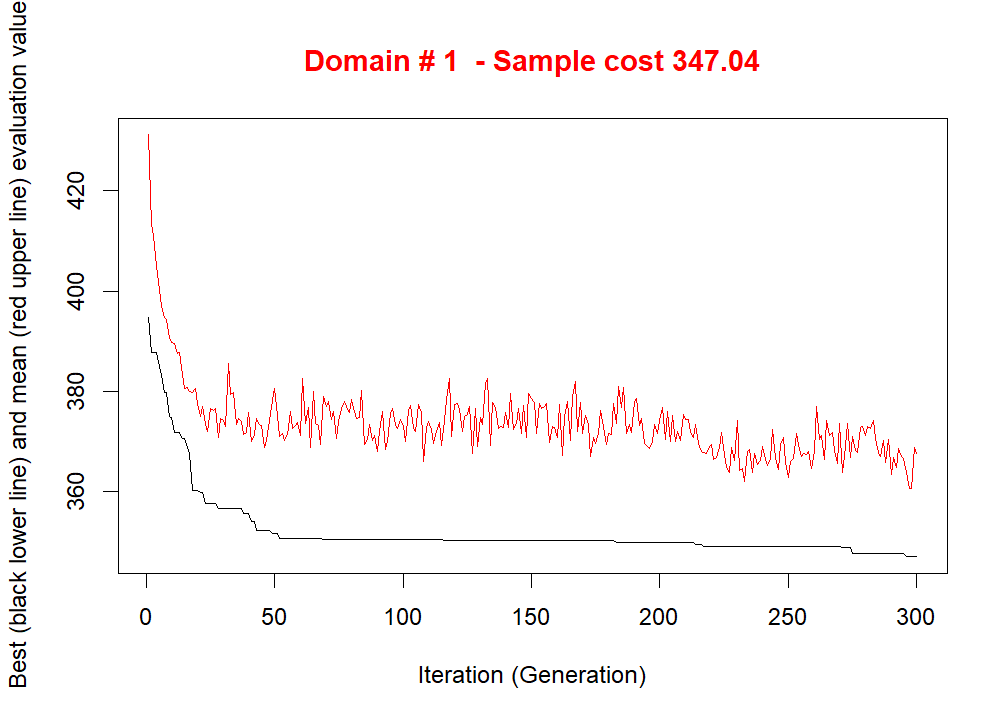 Domain # 1  - Sample cost 347.04
Best (black lower line) and mean (red upper line) evaluation value
420
400
380
360
0 50 100 150 200 250 300
Iteration (Generation)